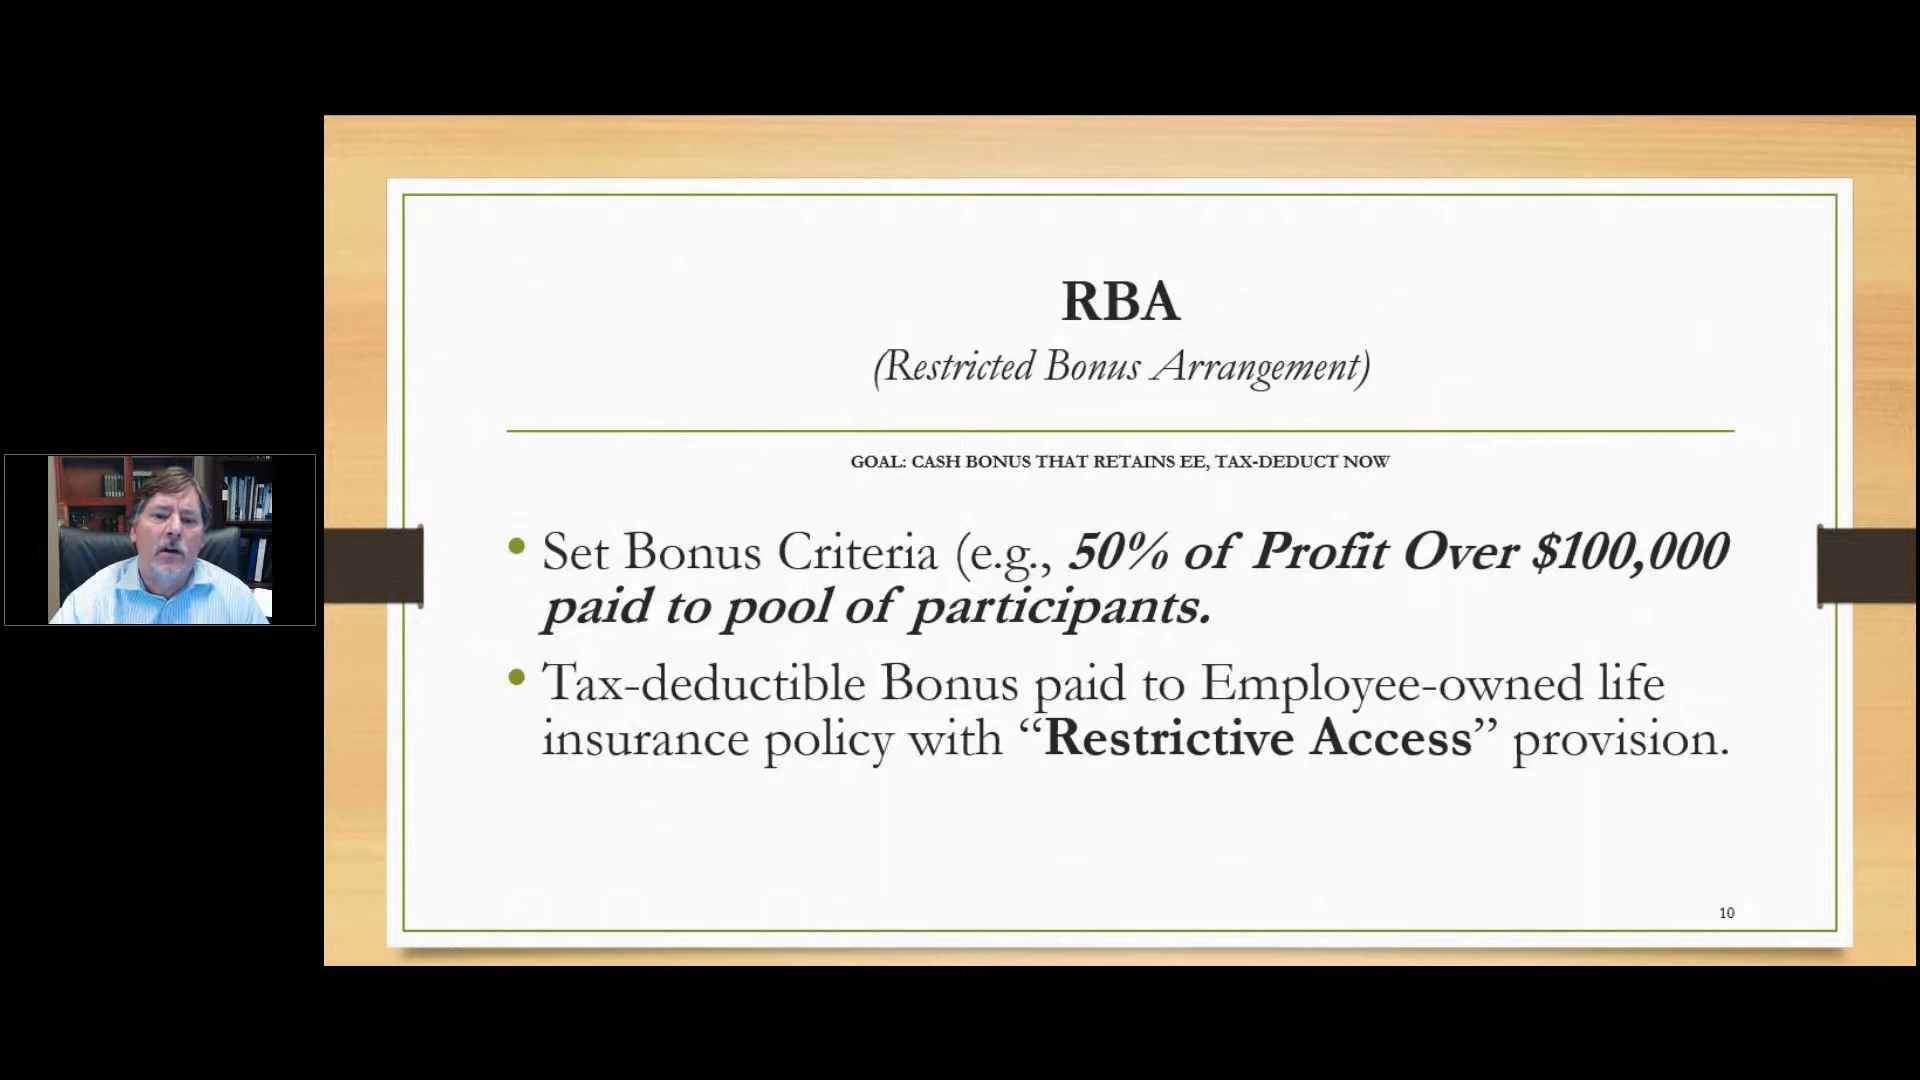 RBA
(Restricted Bonus Arrangement)
GOAL: CASH BONUS THAT RETAINS EE, TAX-DEDUCT NOW
• Set Bonus Criteria (e.g., 50% of Profit Over $100,000
paid to pool of participants.
• Tax-deductible Bonus paid to Employee-owned life
insurance policy with “Restrictive Access” provision.
10